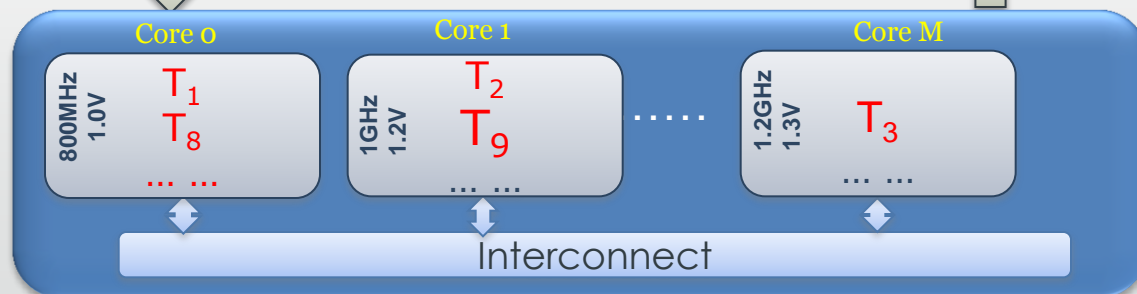 Core 0
Core 1
Core M
800MHz
1.0V
T₁
T₈
... ...
1GHz
1.2V
T₂
T₉
... ...
......
1.2GHz
1.3V
T₃
... ...
Interconnect